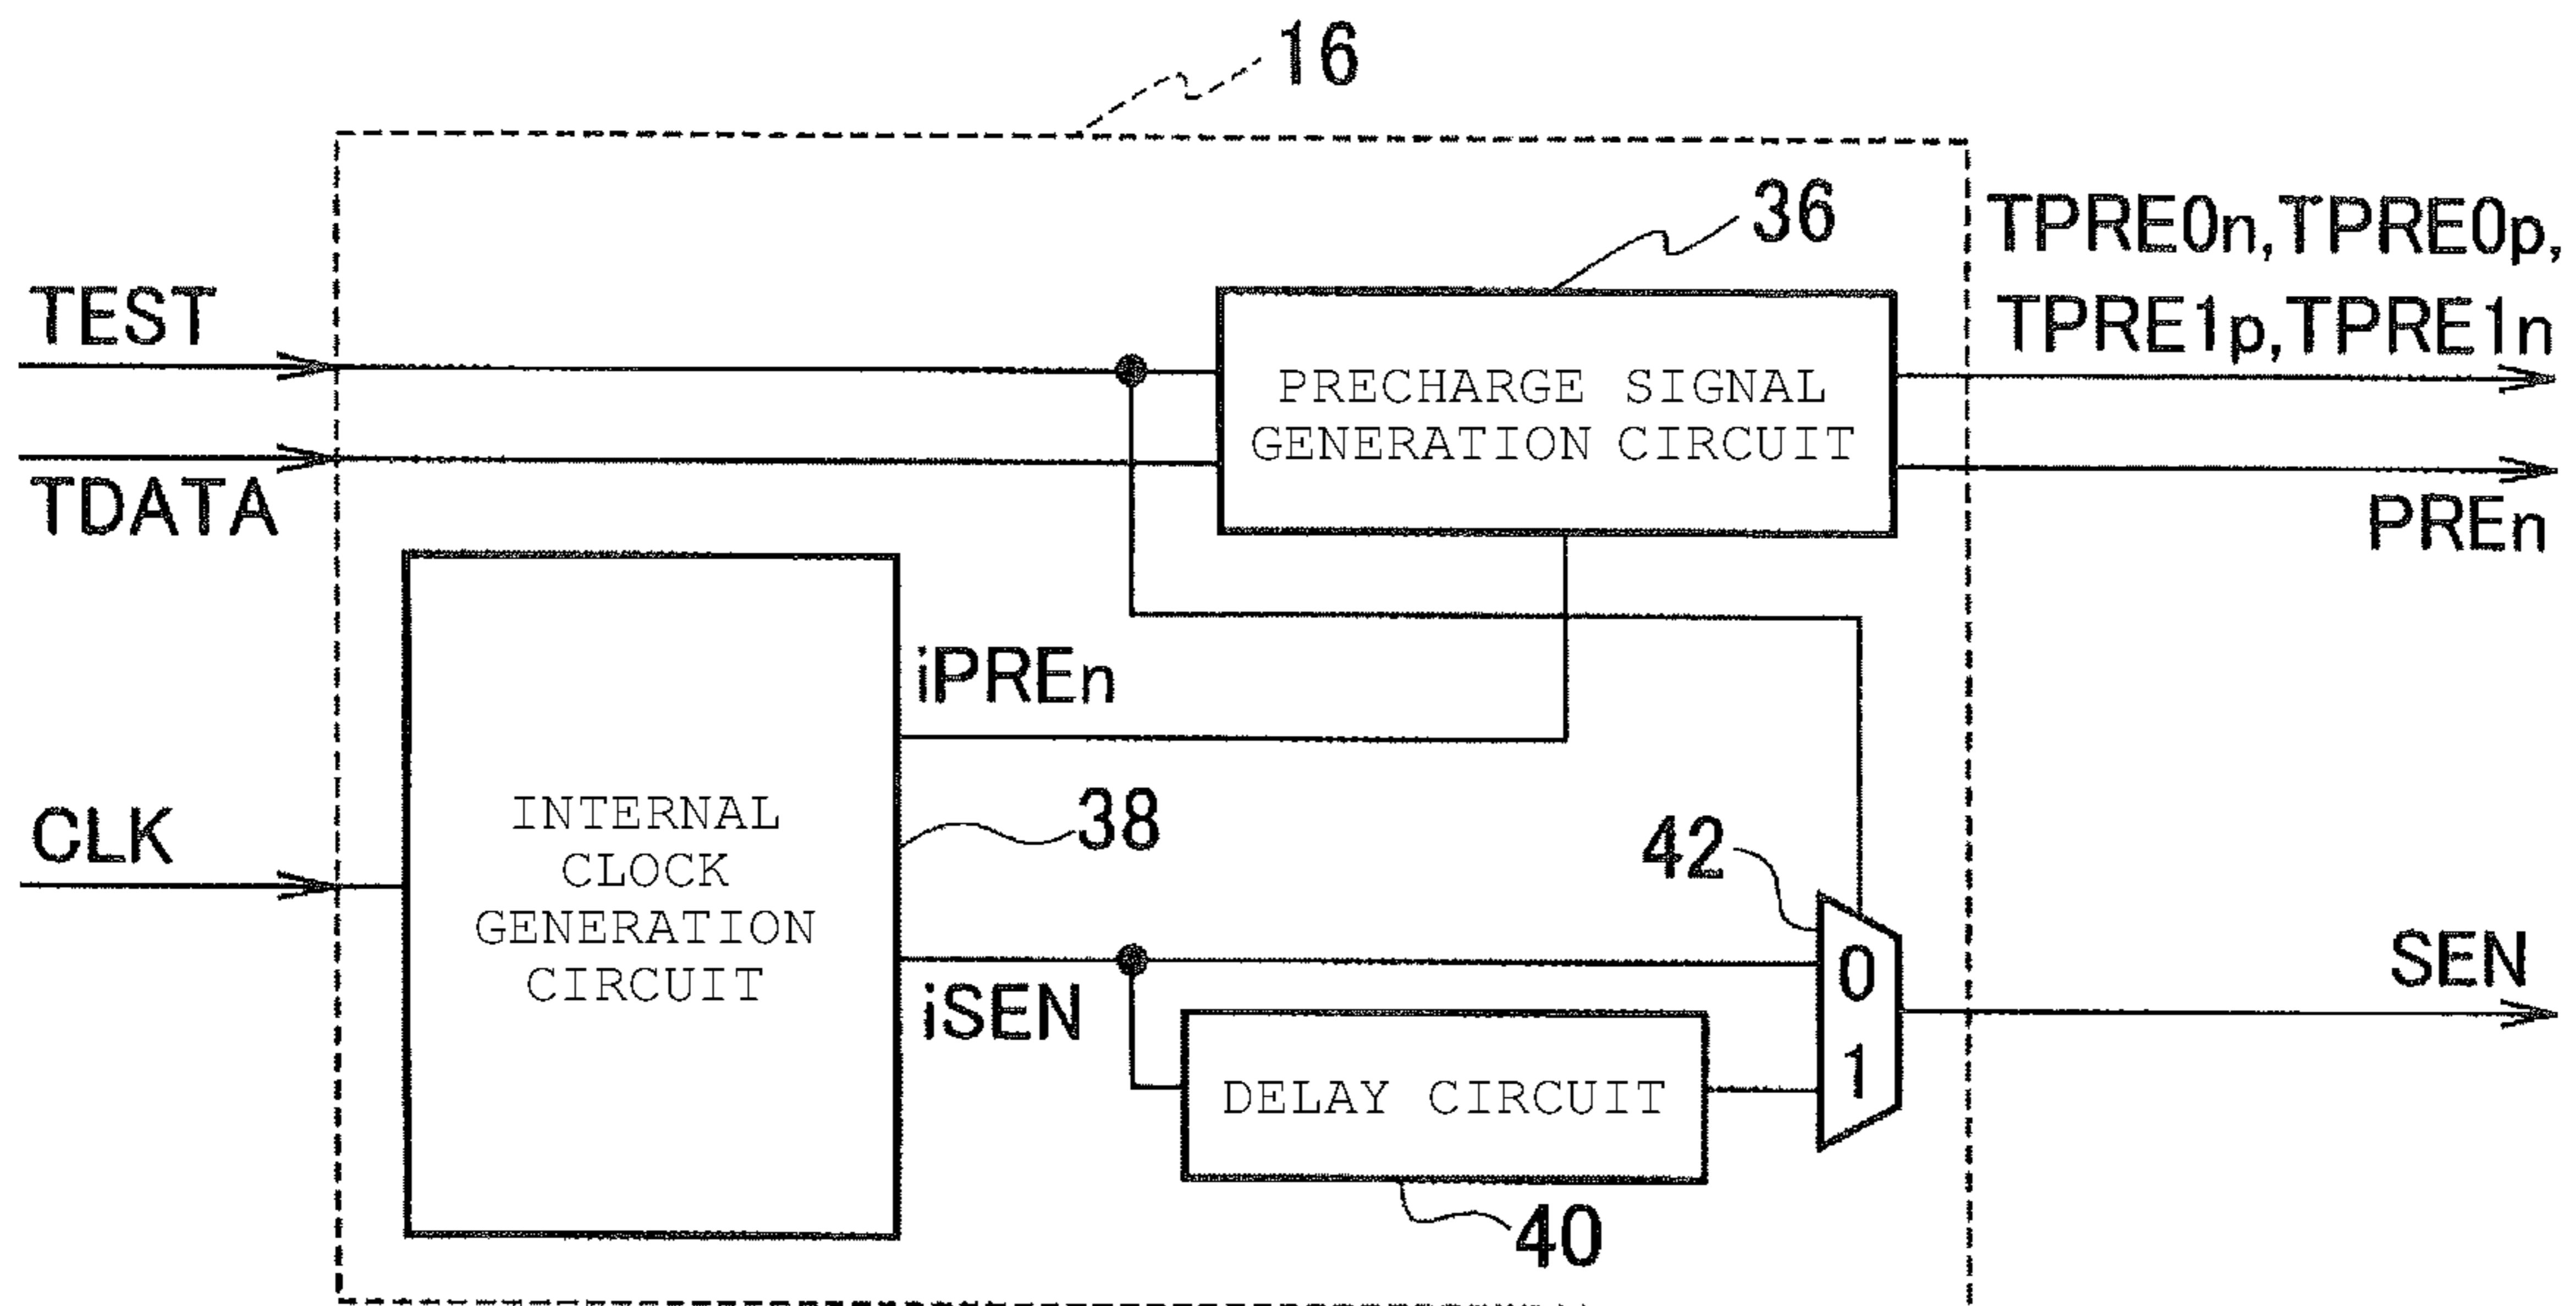 16
36
TPRE0n,TPRE0p,
TPRE1p,TPRE1n
TEST
PRECHARGE SIGNAL
GENERATION CIRCUIT
TDATA
PREn
iPREn
INTERNAL
CLOCK
GENERATION
CIRCUIT
38
CLK
42
iSEN
0
1
SEN
DELAY CIRCUIT
40